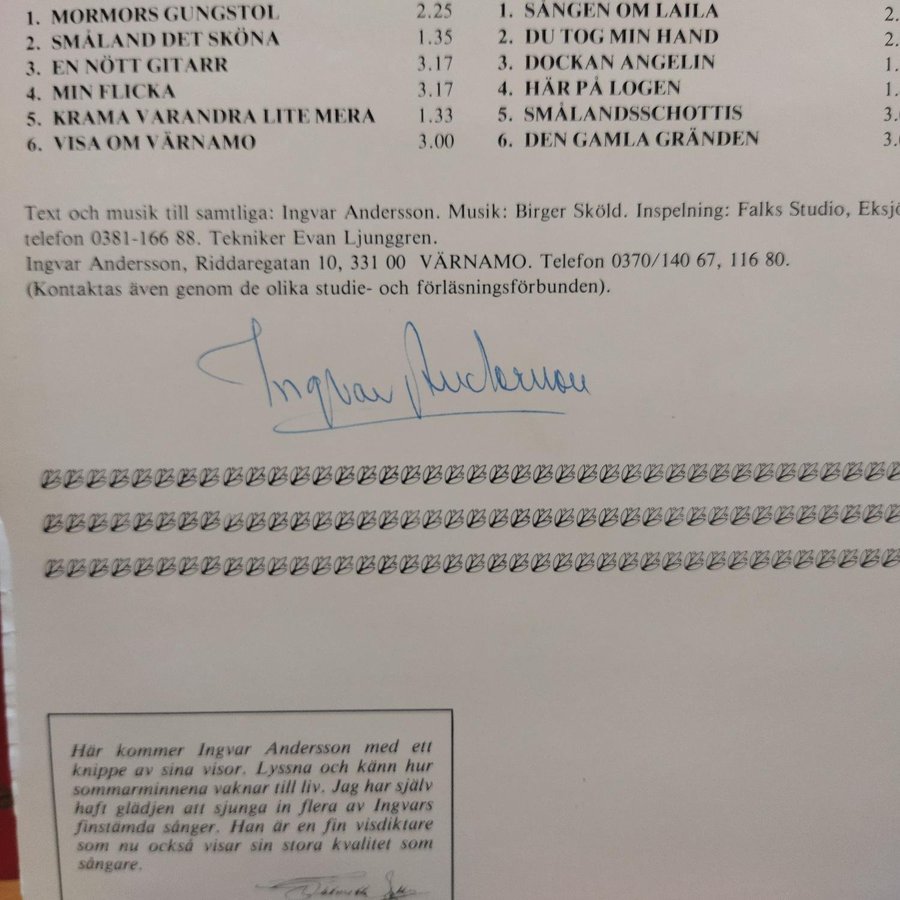 1. MORMORS GUNGSTOL 2.25
2. SMÅLAND DET SKÖNA 1.35
3. EN NÖTT GITARR 3.17
4. MIN FLICKA 3.17
5. KRAMA VARANDRA LITE MERA 1.33
6. VISA OM VÄRNAMO 3.00
1. SÅNGEN OM LAILA 2.
2. DU TOG MIN HAND 2.
3. DOCKAN ANGELIN 1.
4. HÄR PÅ LOGEN 1.
5. SMÅLANDSSCHOTTIS 3.
6. DEN GAMLA GRÄNDEN 3.
Text och musik till samtliga: Ingvar Andersson. Musik: Birger Sköld. Inspelning: Falks Studio, Eksjö
telefon 0381-166 88. Tekniker Evan Ljunggren.
Ingvar Andersson, Riddaregatan 10, 331 00 VÄRNAMO. Telefon 0370/140 67, 116 80.
(Kontaktas även genom de olika studie- och förläsningsförbunden).
Ingvar Andersson
Här kommer Ingvar Andersson med ett
knippe av sina visor. Lyssna och känn hur
sommarminnena vaknar till liv. Jag har själv
haft glädjen att sjunga in flera av Ingvars
finstämda sånger. Han är en fin visdiktare
som nu också visar sin stora kvalitet som
sångare.